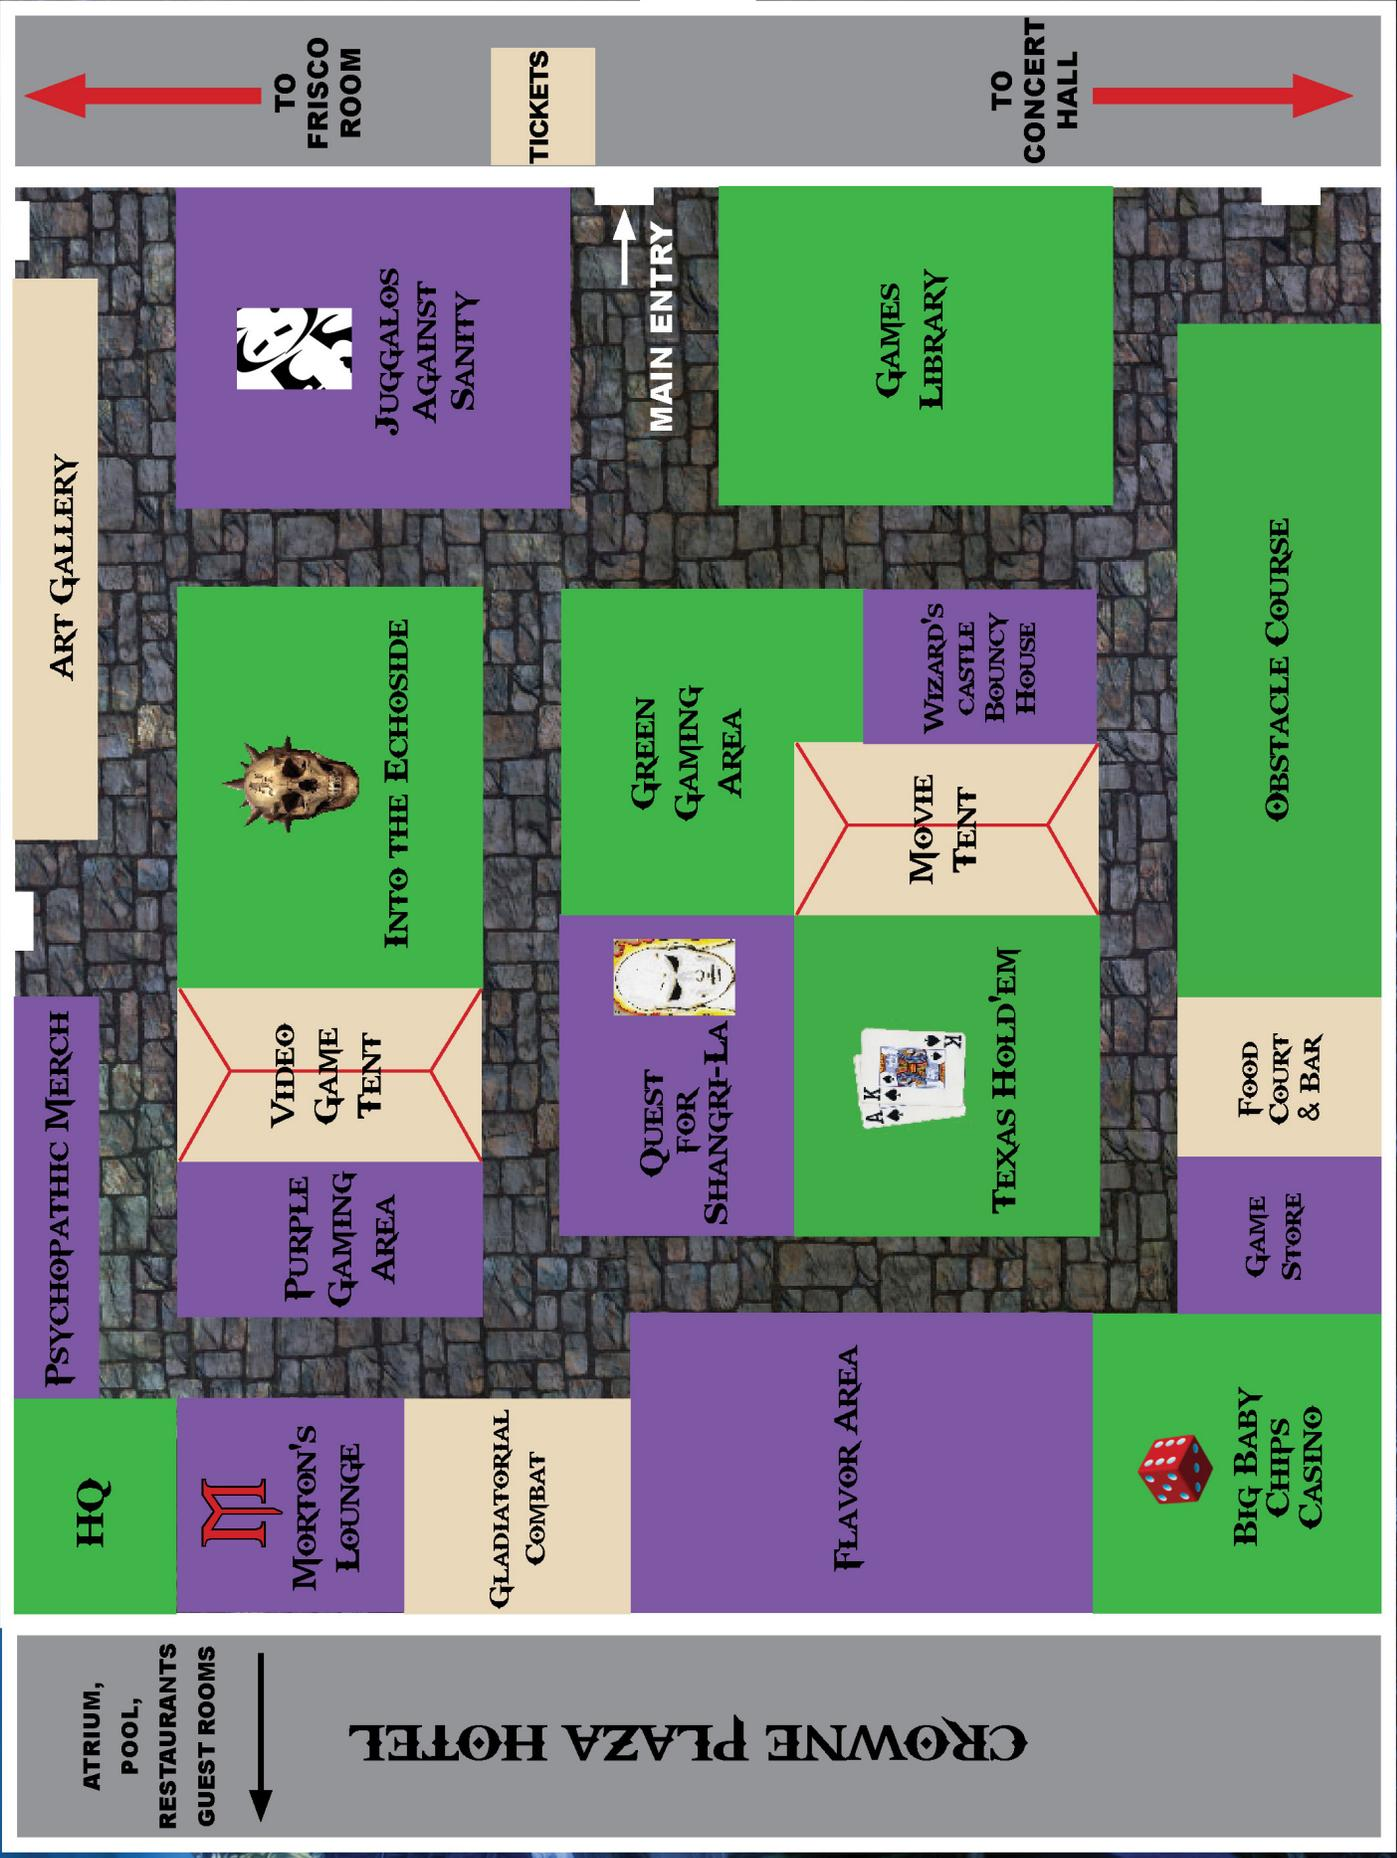 TO
FRISCO
ROOM
TICKETS
TO
CONCERT
HALL
Art Gallery
Juggalos
Against
Sanity
MAIN ENTRY
Games
Library
Into the Echoside
Green
Gaming
Area
Wizard's
castle
Bouncy
House
Movie
Tent
Obstacle Course
Psychopathic Merch
Video
Game
Tent
Purple
Gaming
Area
Quest
for
Shangri-La
A
K
K
Texas Hold'em
Food
Court
& Bar
Game
Store
HQ
M
Morton's
Lounge
Gladiatorial
Combat
Flavor Area
Big Baby
Chips
Casino
ATRIUM,
POOL,
RESTAURANTS
GUEST ROOMS
CROWNE PLAZA HOTEL